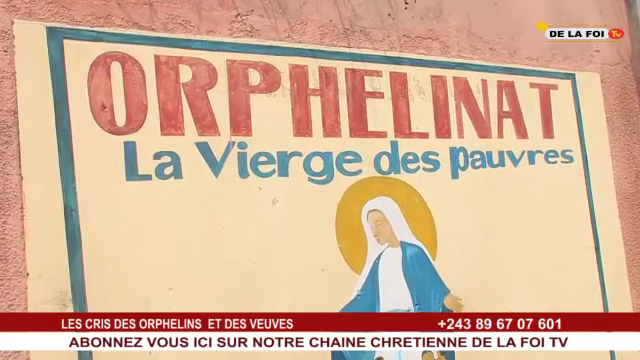 DE LA FOI Tv
ORPHELINAT
La Vierge des pauvres
LES CRIS DES ORPHELINS ET DES VEUVES
+243 89 67 07 601
ABONNEZ VOUS ICI SUR NOTRE CHAINE CHRETIENNE DE LA FOI TV